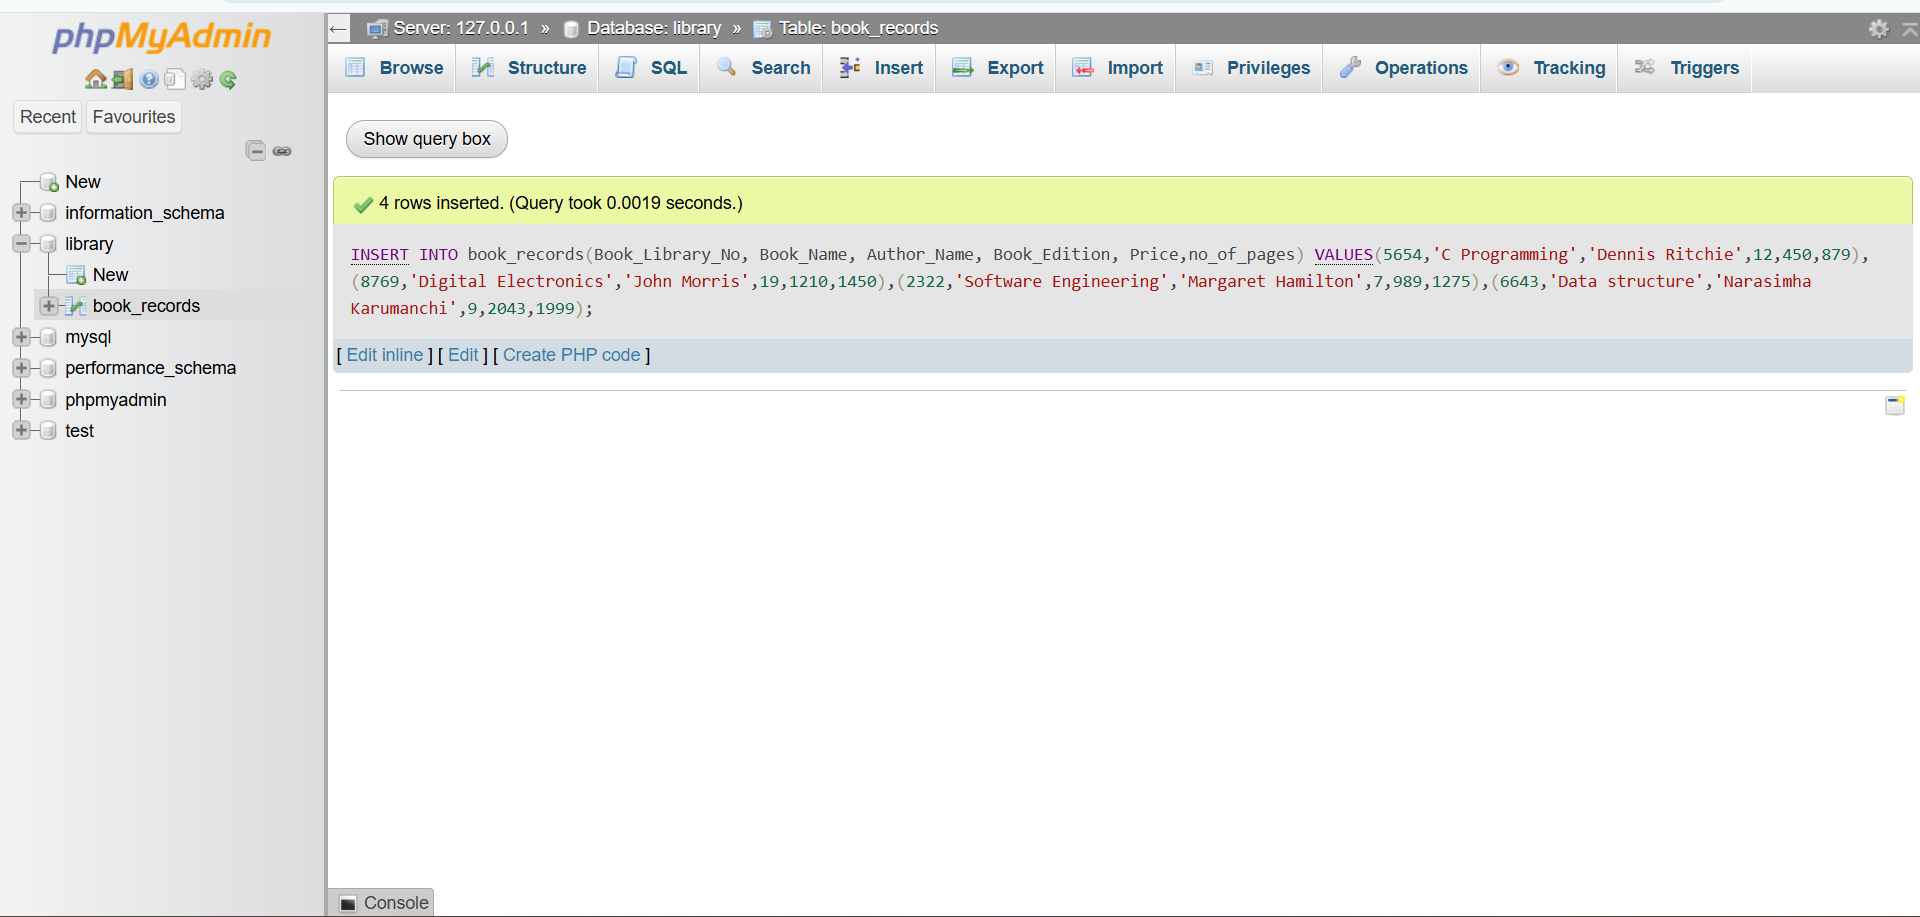 phpMyAdmin
Recent Favourites
New
information_schema
library
New
book_records
mysql
performance_schema
phpmyadmin
test
Server: 127.0.0.1 » Database: library » Table: book_records
Browse Structure SQL Search Insert Export Import Privileges Operations Tracking Triggers
Show query box
4 rows inserted. (Query took 0.0019 seconds.)
INSERT INTO book_records(Book_Library_No, Book_Name, Author_Name, Book_Edition, Price,no_of_pages) VALUES(5654,'C Programming','Dennis Ritchie',12,450,879),
(8769,'Digital Electronics','John Morris',19,1210,1450),(2322,'Software Engineering','Margaret Hamilton',7,989,1275),(6643,'Data structure','Narasimha
Karumanchi',9,2043,1999);
[ Edit inline ] [ Edit ] [ Create PHP code ]
Console